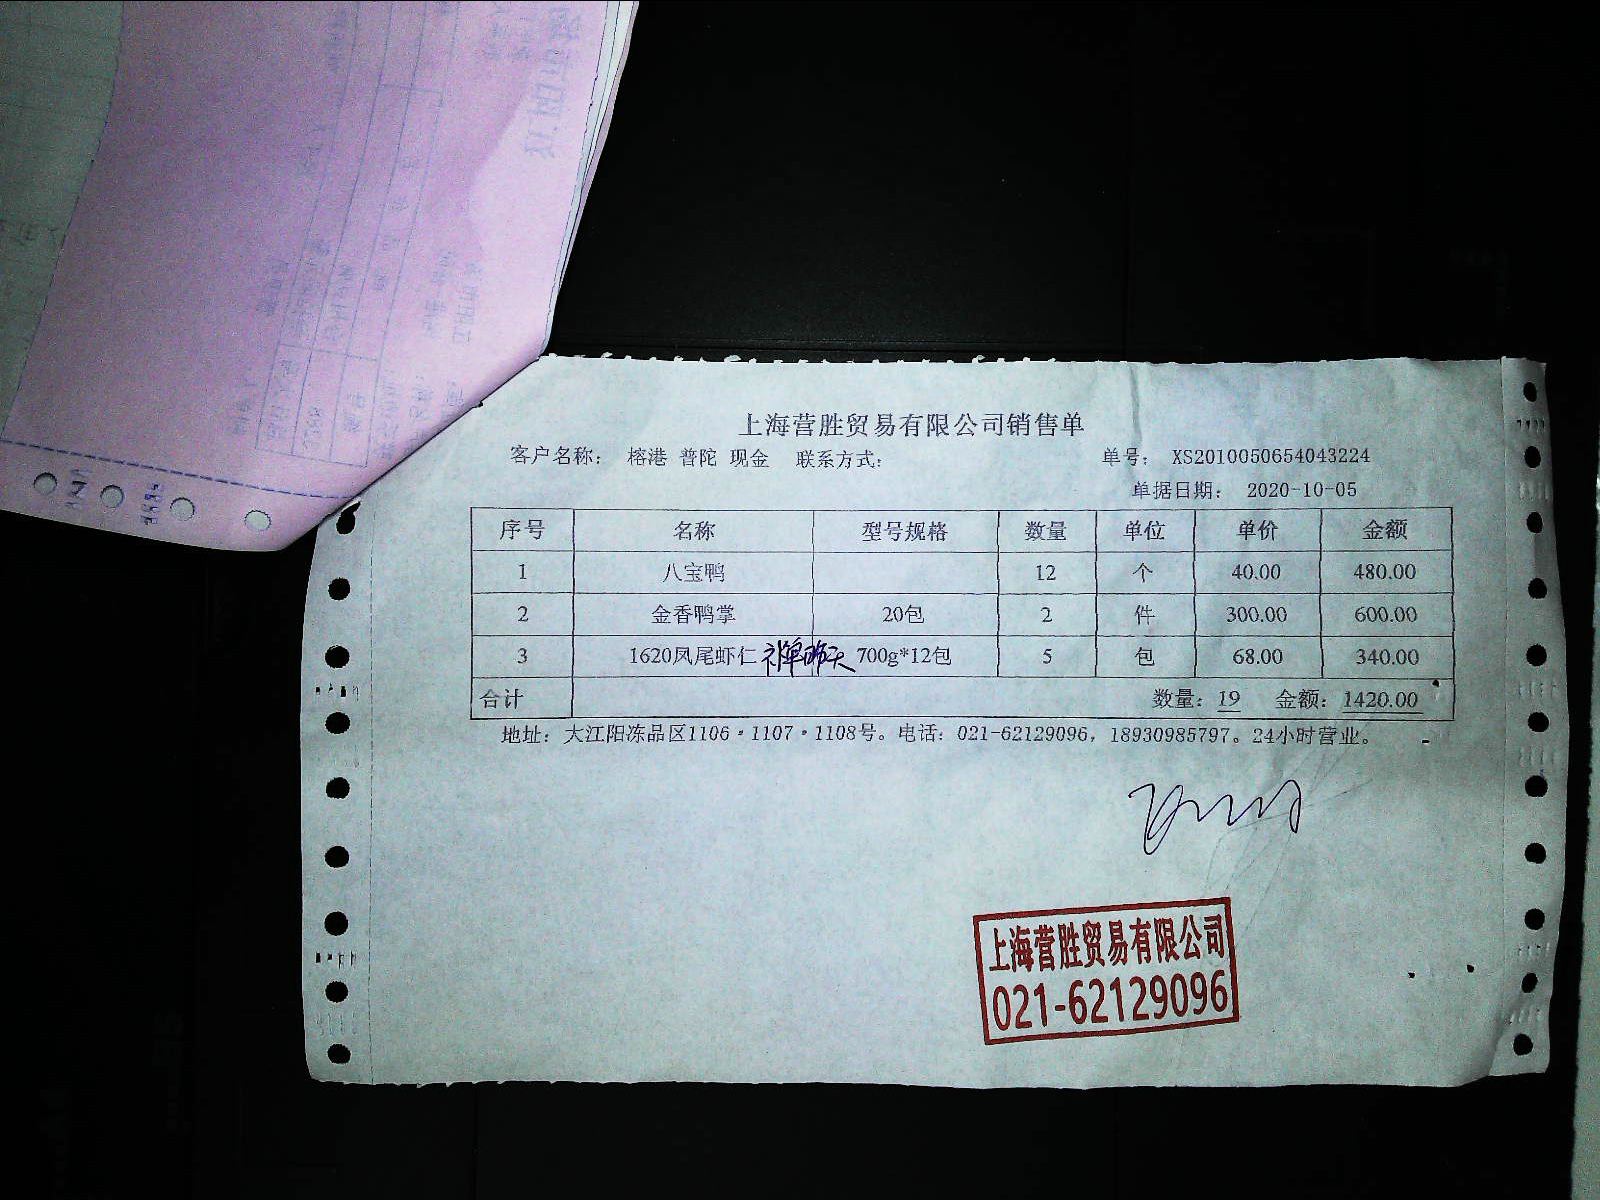 上海营胜贸易有限公司销售单
客户名称： 榕港 普陀 现金 联系方式： 单号： XS2010050654043224
单据日期： 2020-10-05
序号 名称 型号规格 数量 单位 单价 金额
1 八宝鸭 12 个 40.00 480.00
2 金香鸭掌 20包 2 件 300.00 600.00
3 1620凤尾虾仁 补单昨天 700g*12包 5 包 68.00 340.00
合计 数量：19 金额：1420.00
地址：大江阳冻品区1106·1107·1108号。电话：021-62129096，18930985797。24小时营业。
上海营胜贸易有限公司
021-62129096